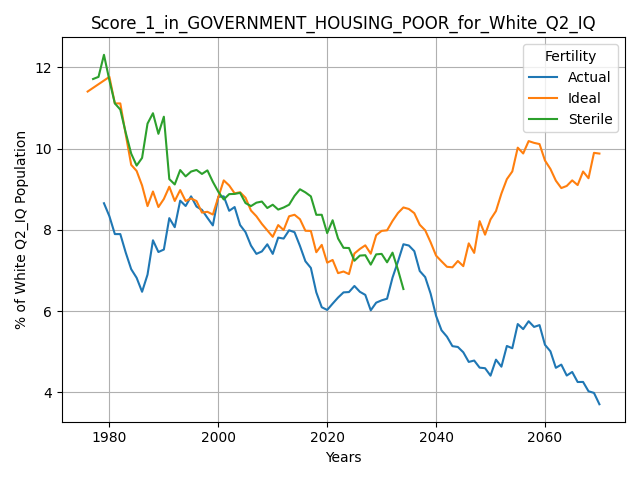 Score_1_in_GOVERNMENT_HOUSING_POOR_for_White_Q2_IQ
Fertility
Actual
Ideal
Sterile
% of White Q2_IQ Population
12
10
8
6
4
1980
2000
2020
2040
2060
Years